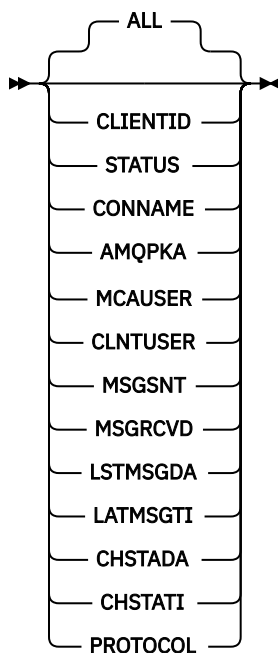 ALL
CLIENTID
STATUS
CONNAME
AMQPKA
MCAUSER
CLNTUSER
MSGSNT
MSGRCVD
LSTMSGDA
LATMSGTI
CHSTADA
CHSTATI
PROTOCOL